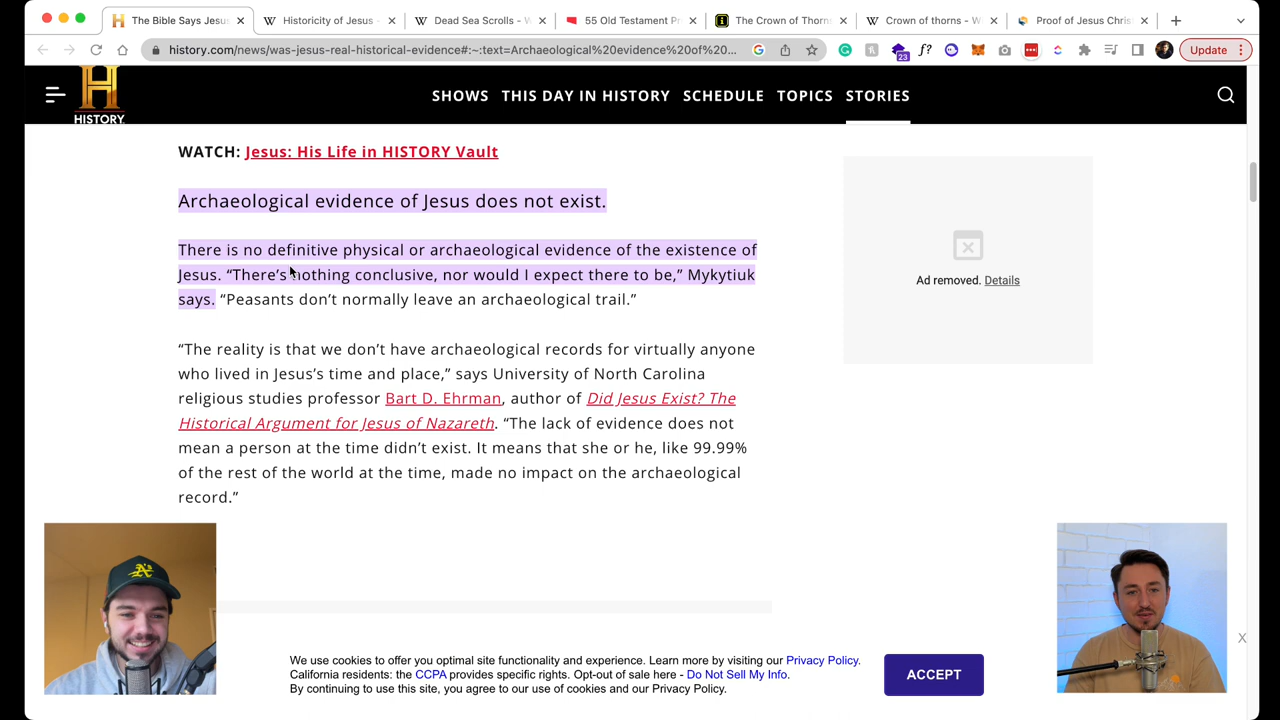 The Bible Says Jesu
Historicity of Jesus -
Dead Sea Scrolls - W
55 Old Testament Pr
The Crown of Thorn
Crown of thorns - W
Proof of Jesus Chris
history.com/news/was-jesus-real-historical-evidence#:~:text=Archaeological%20evidence%20of%20...
23
f?
Update
H
HISTORY
SHOWS THIS DAY IN HISTORY SCHEDULE TOPICS STORIES
WATCH: Jesus: His Life in HISTORY Vault
Archaeological evidence of Jesus does not exist.
There is no definitive physical or archaeological evidence of the existence of
Jesus. “There’s nothing conclusive, nor would I expect there to be,” Mykytiuk
says. “Peasants don’t normally leave an archaeological trail.”
“The reality is that we don’t have archaeological records for virtually anyone
who lived in Jesus’s time and place,” says University of North Carolina
religious studies professor Bart D. Ehrman, author of Did Jesus Exist? The
Historical Argument for Jesus of Nazareth. “The lack of evidence does not
mean a person at the time didn’t exist. It means that she or he, like 99.99%
of the rest of the world at the time, made no impact on the archaeological
record.”
Ad removed. Details
A's
We use cookies to offer you optimal site functionality and experience. Learn more by visiting our Privacy Policy.
California residents: the CCPA provides specific rights. Opt-out of sale here - Do Not Sell My Info.
By continuing to use this site, you agree to our use of cookies and our Privacy Policy.
ACCEPT
X